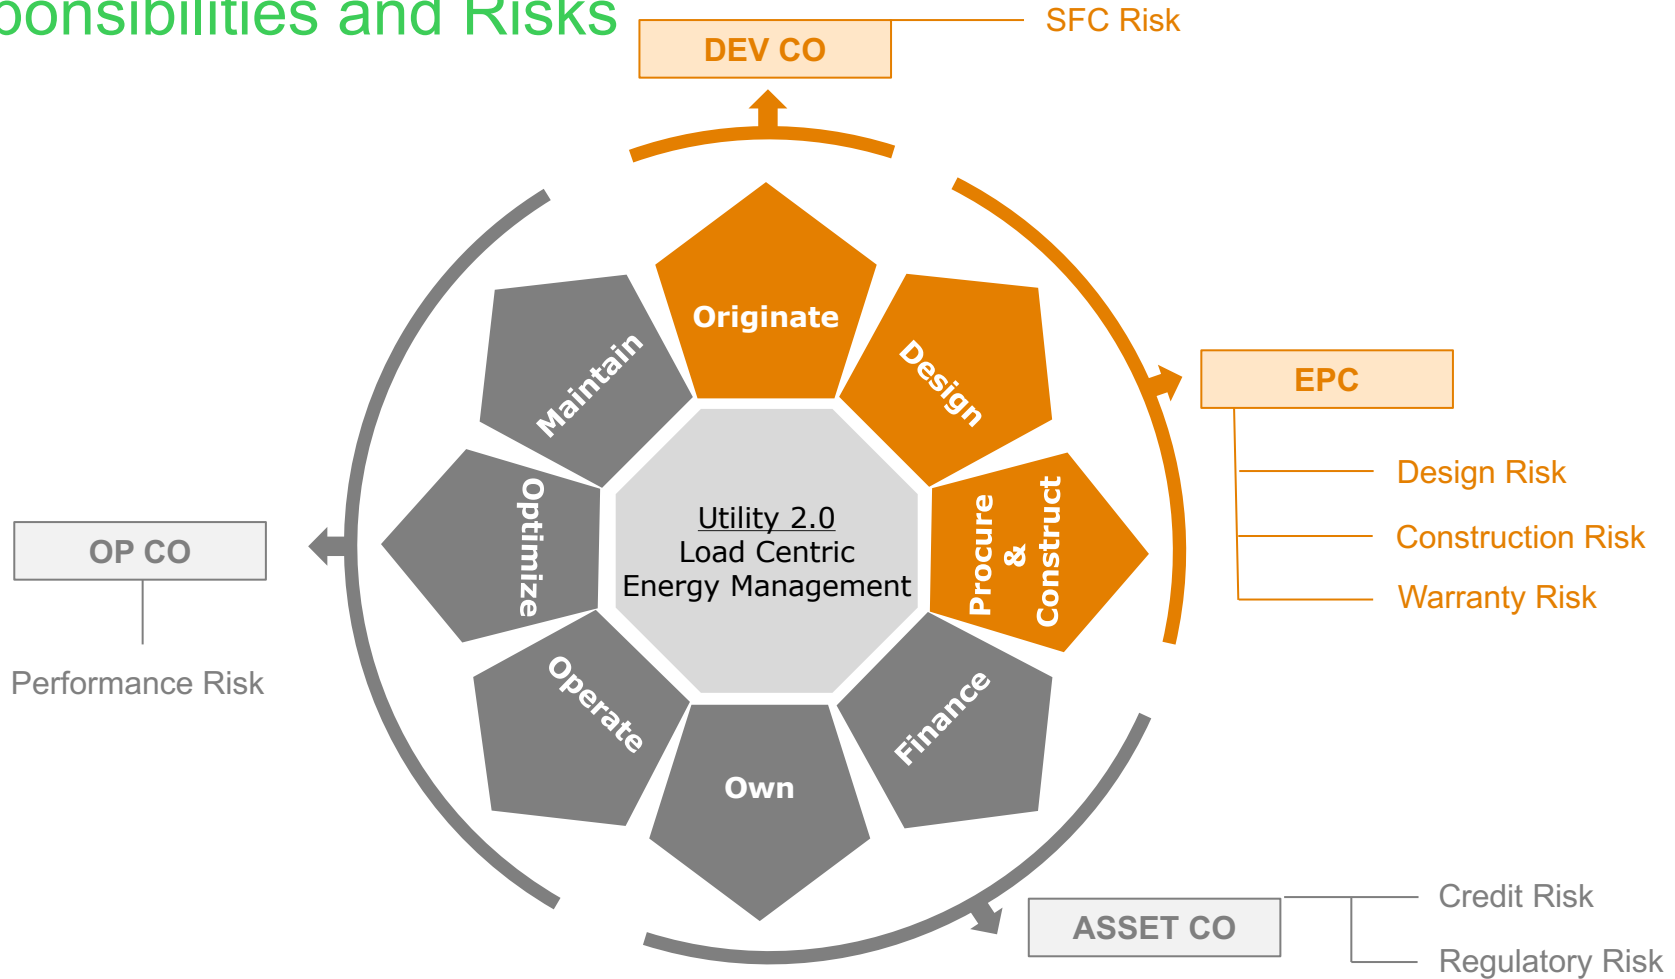 ponsibilities and Risks
SFC Risk
DEV CO
Originate
Design
Maintain
EPC
Design Risk
Construction Risk
Warranty Risk
Procure
&
Construct
Optimize
Utility 2.0
Load Centric
Energy Management
OP CO
Performance Risk
Operate
Finance
Own
ASSET CO
Credit Risk
Regulatory Risk